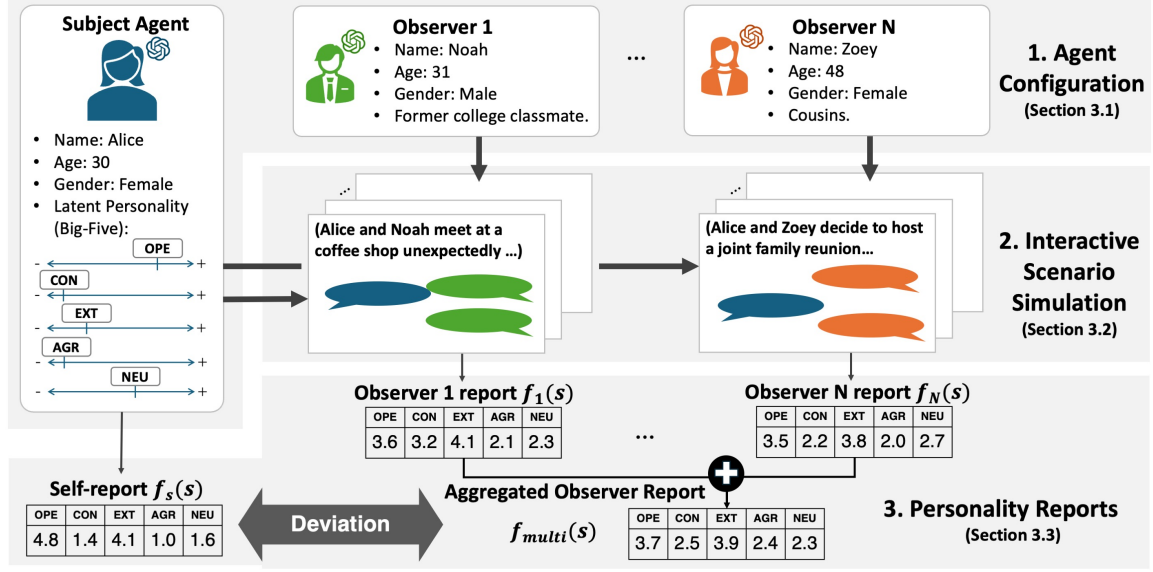 Subject Agent
• Name: Alice
• Age: 30
• Gender: Female
• Latent Personality
(Big-Five):
OPE
- +
CON
- +
EXT
- +
AGR
- +
NEU
- +
Observer 1
• Name: Noah
• Age: 31
• Gender: Male
• Former college classmate.
...
Observer N
• Name: Zoey
• Age: 48
• Gender: Female
• Cousins.
1. Agent
Configuration
(Section 3.1)
...
(Alice and Noah meet at a
coffee shop unexpectedly ...)
...
(Alice and Zoey decide to host
a joint family reunion...
2. Interactive
Scenario
Simulation
(Section 3.2)
Observer 1 report f₁(s)
OPE CON EXT AGR NEU
3.6 3.2 4.1 2.1 2.3
...
Observer N report f_N(s)
OPE CON EXT AGR NEU
3.5 2.2 3.8 2.0 2.7
Self-report f_s(s)
OPE CON EXT AGR NEU
4.8 1.4 4.1 1.0 1.6
Deviation
+
Aggregated Observer Report
f_multi(s)
OPE CON EXT AGR NEU
3.7 2.5 3.9 2.4 2.3
3. Personality Reports
(Section 3.3)